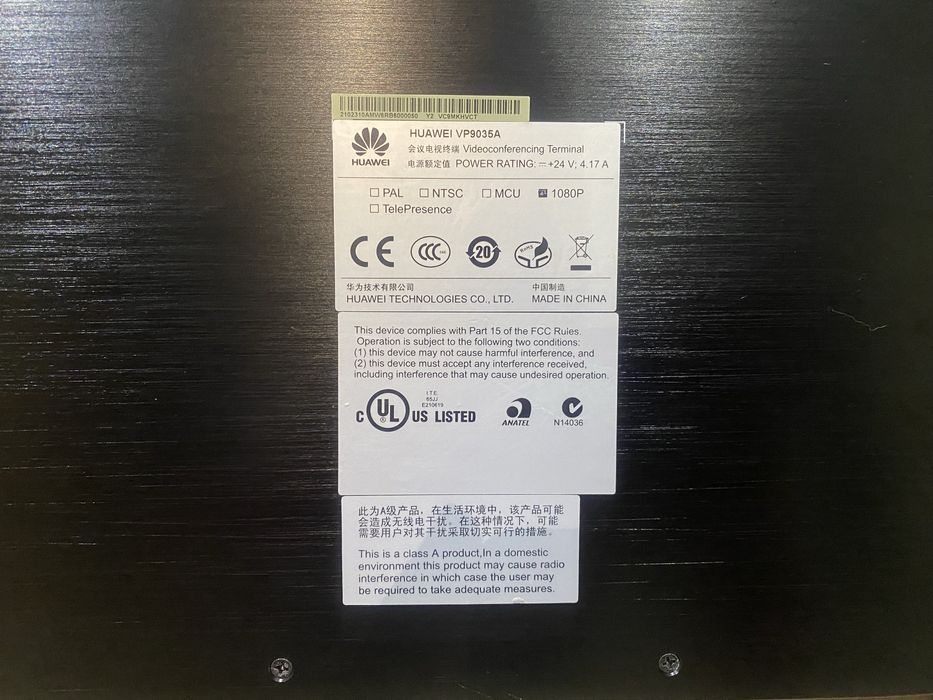 2102310AMW6RB8000050 Y2 VC9MKHVCT
HUAWEI VP9035A
会议电视终端 Videoconferencing Terminal
电源额定值 POWER RATING: ⎓+24 V; 4.17 A
HUAWEI
PAL NTSC MCU 1080P
TelePresence
CE CCC 20 RoHS
华为技术有限公司 中国制造
HUAWEI TECHNOLOGIES CO., LTD. MADE IN CHINA
This device complies with Part 15 of the FCC Rules.
Operation is subject to the following two conditions:
(1) this device may not cause harmful interference, and
(2) this device must accept any interference received,
including interference that may cause undesired operation.
I.T.E.
65JJ
E210619
C UL ® US LISTED
ANATEL N14036
此为A级产品，在生活环境中，该产品可能
会造成无线电干扰。在这种情况下，可能
需要用户对其干扰采取切实可行的措施。
This is a class A product,In a domestic
environment this product may cause radio
interference in which case the user may
be required to take adequate measures.